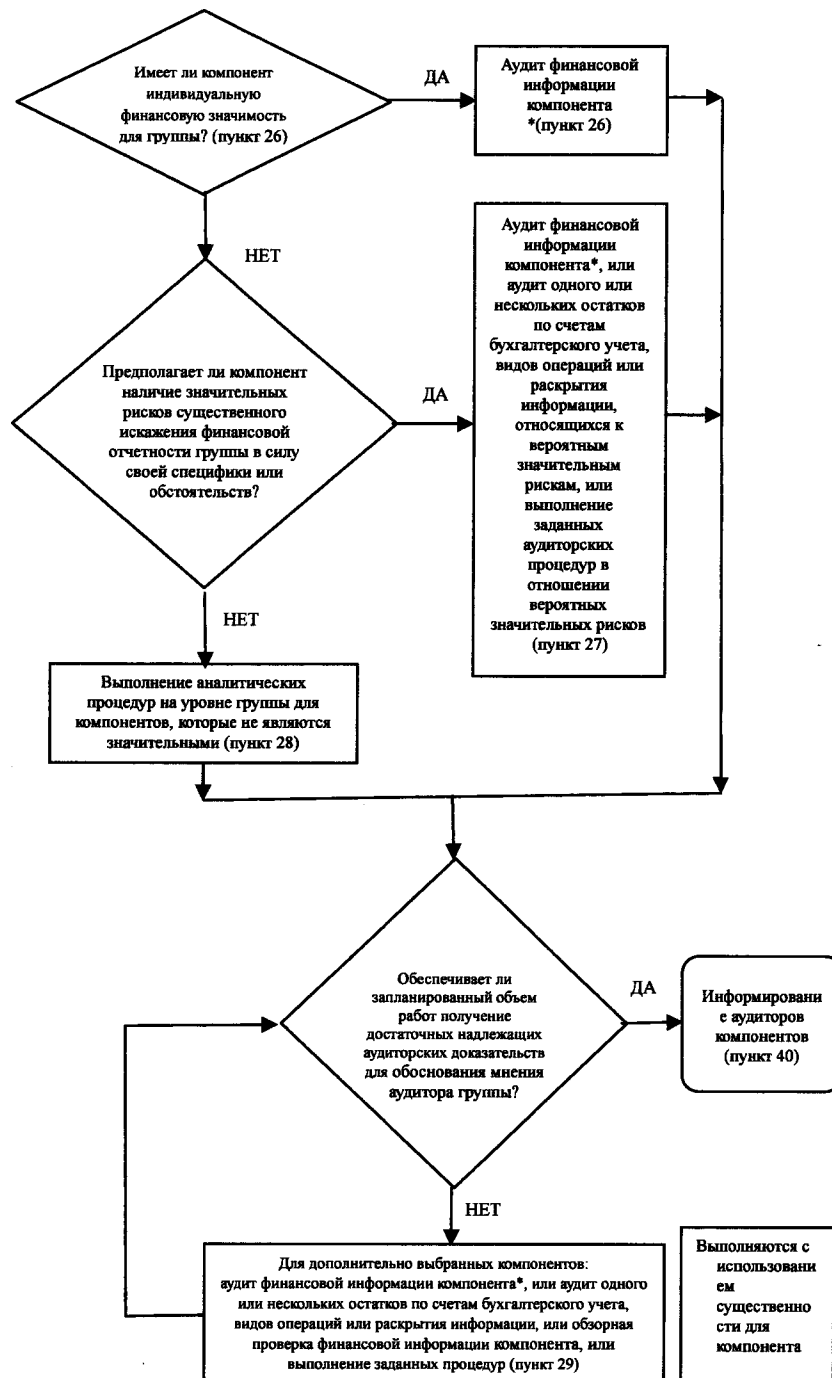 Имеет ли компонент
индивидуальную
финансовую значимость
для группы? (пункт 26)
ДА
Аудит финансовой
информации
компонента
*(пункт 26)
НЕТ
Предполагает ли компонент
наличие значительных
рисков существенного
искажения финансовой
отчетности группы в силу
своей специфики или
обстоятельств?
ДА
Аудит финансовой
информации
компонента*, или
аудит одного или
нескольких остатков
по счетам
бухгалтерского учета,
видов операций или
раскрытия
информации,
относящихся к
вероятным
значительным
рискам, или
выполнение
заданных
аудиторских
процедур в
отношении
вероятных
значительных рисков
(пункт 27)
НЕТ
Выполнение аналитических
процедур на уровне группы для
компонентов, которые не являются
значительными (пункт 28)
Обеспечивает ли
запланированный объем
работ получение
достаточных надлежащих
аудиторских доказательств
для обоснования мнения
аудитора группы?
ДА
Информировани
е аудиторов
компонентов
(пункт 40)
НЕТ
Для дополнительно выбранных компонентов:
аудит финансовой информации компонента*, или аудит одного
или нескольких остатков по счетам бухгалтерского учета,
видов операций или раскрытия информации, или обзорная
проверка финансовой информации компонента, или
выполнение заданных процедур (пункт 29)
Выполняются с
использовани
ем
существенно
сти для
компонента